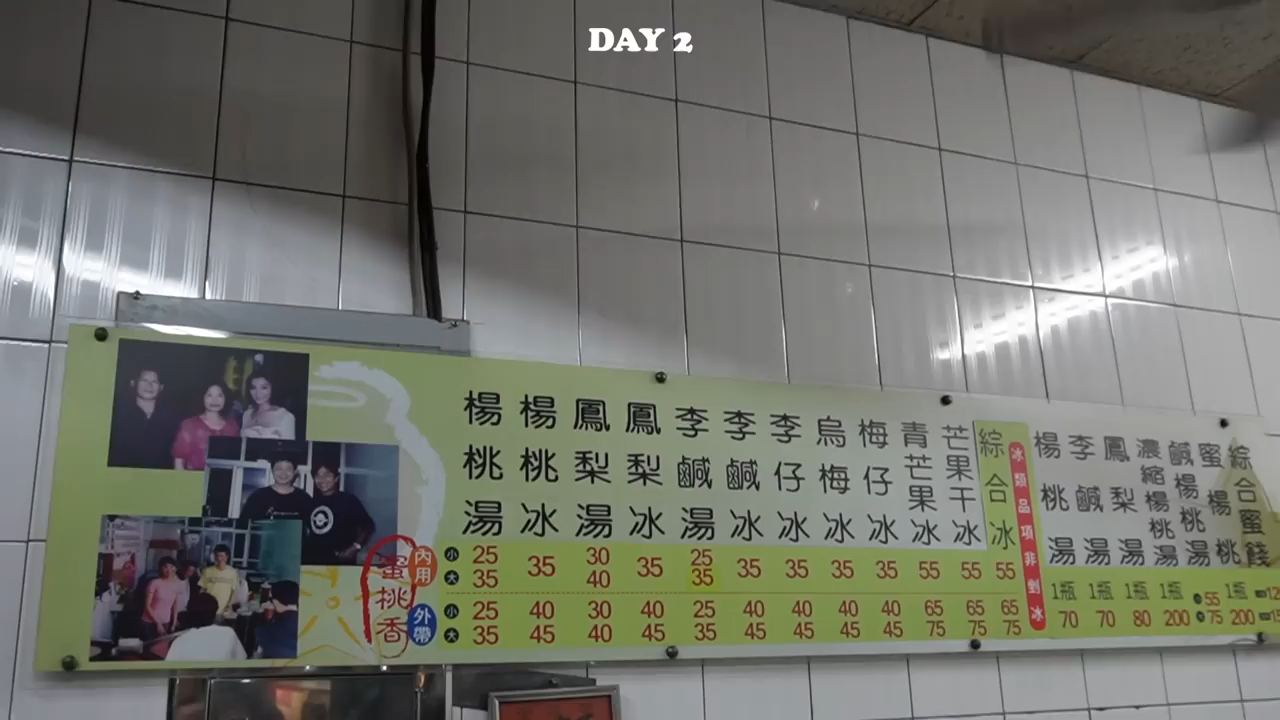 DAY 2
楊桃湯
楊桃冰
鳳梨湯
鳳梨冰
李鹹湯
李鹹冰
李仔冰
烏梅冰
梅仔冰
青芒果冰
芒果干冰
綜合冰
冰類品項非剉冰
楊桃湯
李鹹湯
鳳梨湯
濃縮楊桃湯
鹹楊桃湯
蜜楊桃
綜合蜜餞
蜜桃香
內用
小 25 30 25
大 35 35 40 35 35 35 35 35 35 55 55 55
外帶
小 25 40 30 40 25 40 40 40 40 65 65 65
大 35 45 40 45 35 45 45 45 45 75 75 75
1瓶 1瓶 1瓶 1瓶 小 55 1瓶
70 70 80 200 大 75 200